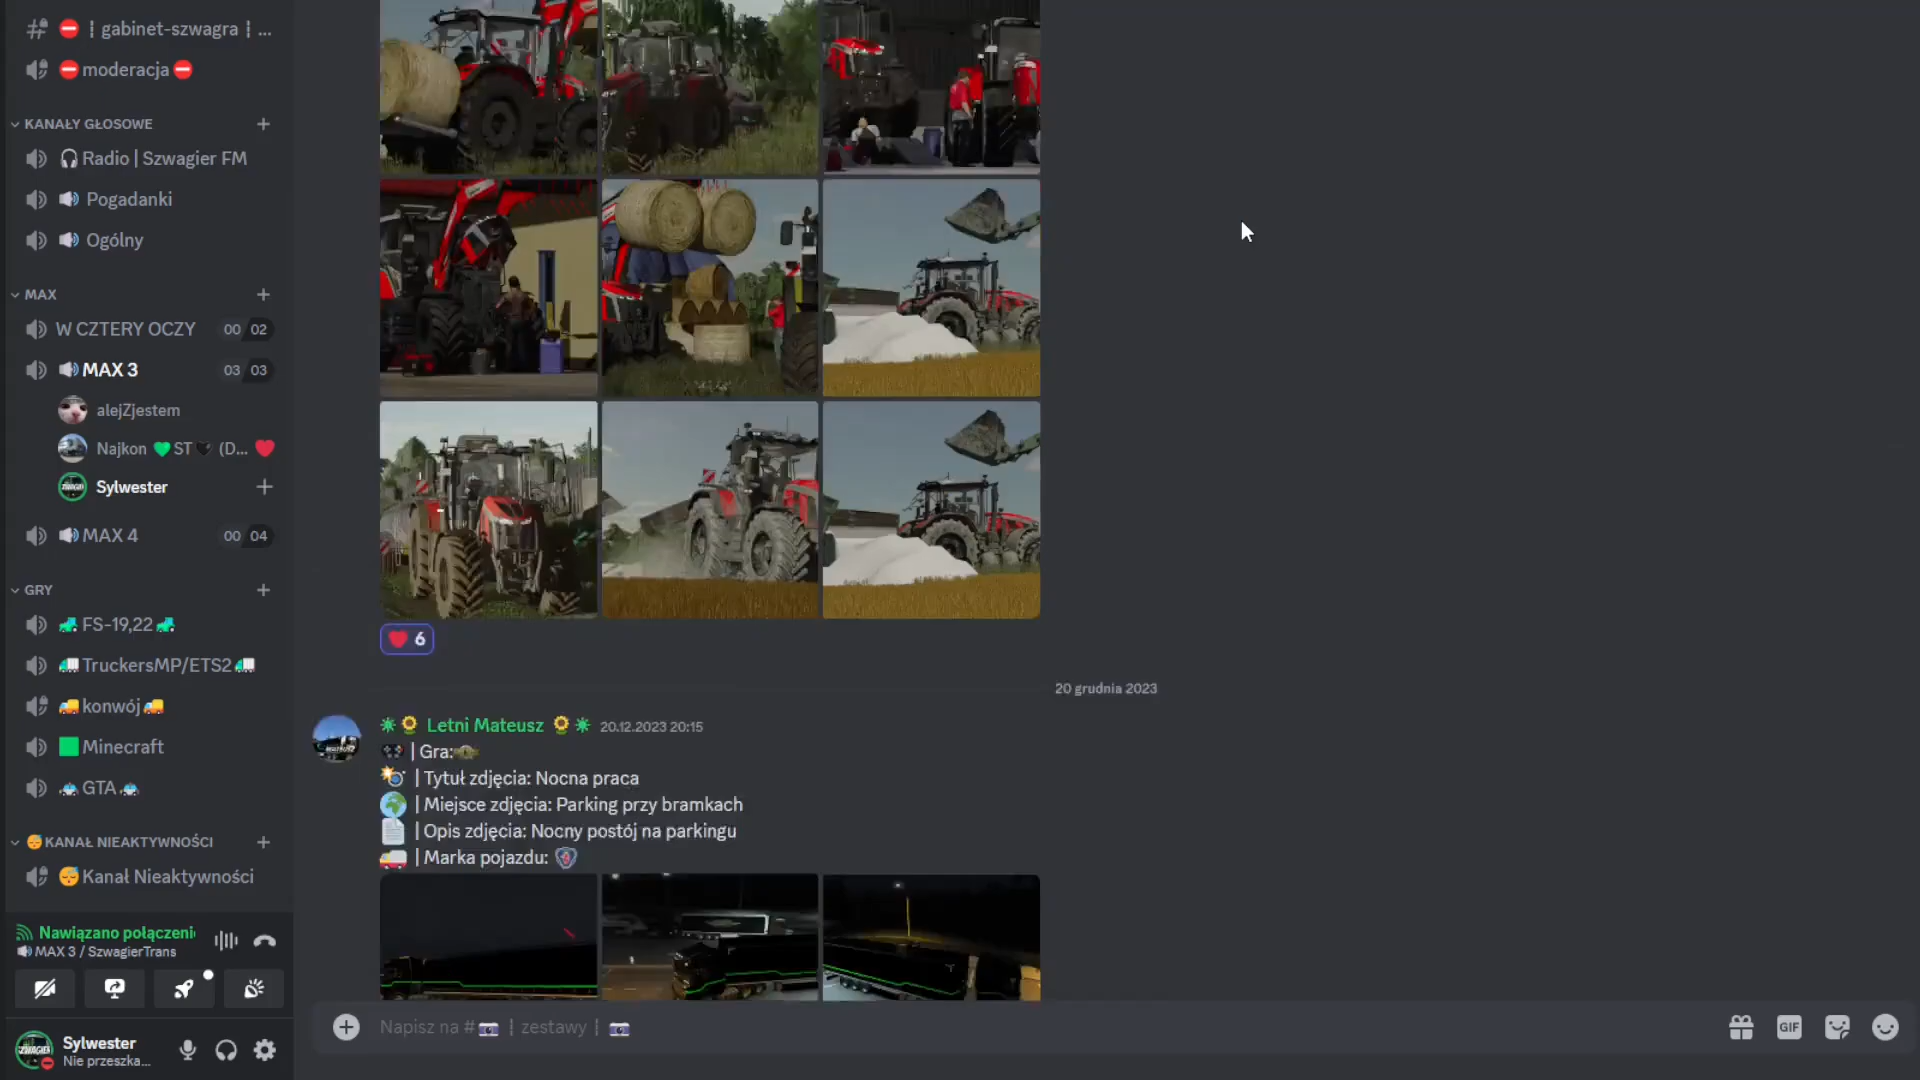 ⛔ ┆ gabinet-szwagra ┆ ...
⛔moderacja⛔
KANAŁY GŁOSOWE
🎧Radio | Szwagier FM
🔊 Pogadanki
🔊 Ogólny
MAX
W CZTERY OCZY 00 02
🔊MAX 3 03 03
alejZjestem
Najkon 💚ST🖤 (D... ❤️
Sylwester
🔊MAX 4 00 04
GRY
🚜FS-19,22🚜
🚛TruckersMP/ETS2🚛
🚚konwój🚚
🟩Minecraft
🚓GTA🚓
😴KANAŁ NIEAKTYWNOŚCI
😴Kanał Nieaktywności
Nawiązano połączeni
🔊MAX 3 / SzwagierTrans
Sylwester
Nie przeszka...
❤️ 6
20 grudnia 2023
☀️🌻 Letni Mateusz 🌻☀️ 20.12.2023 20:15
🎮 | Gra:
📸 | Tytuł zdjęcia: Nocna praca
🌍 | Miejsce zdjęcia: Parking przy bramkach
📄 | Opis zdjęcia: Nocny postój na parkingu
🚚 | Marka pojazdu:
Napisz na #📷 ┆ zestawy ┆ 📷
GIF